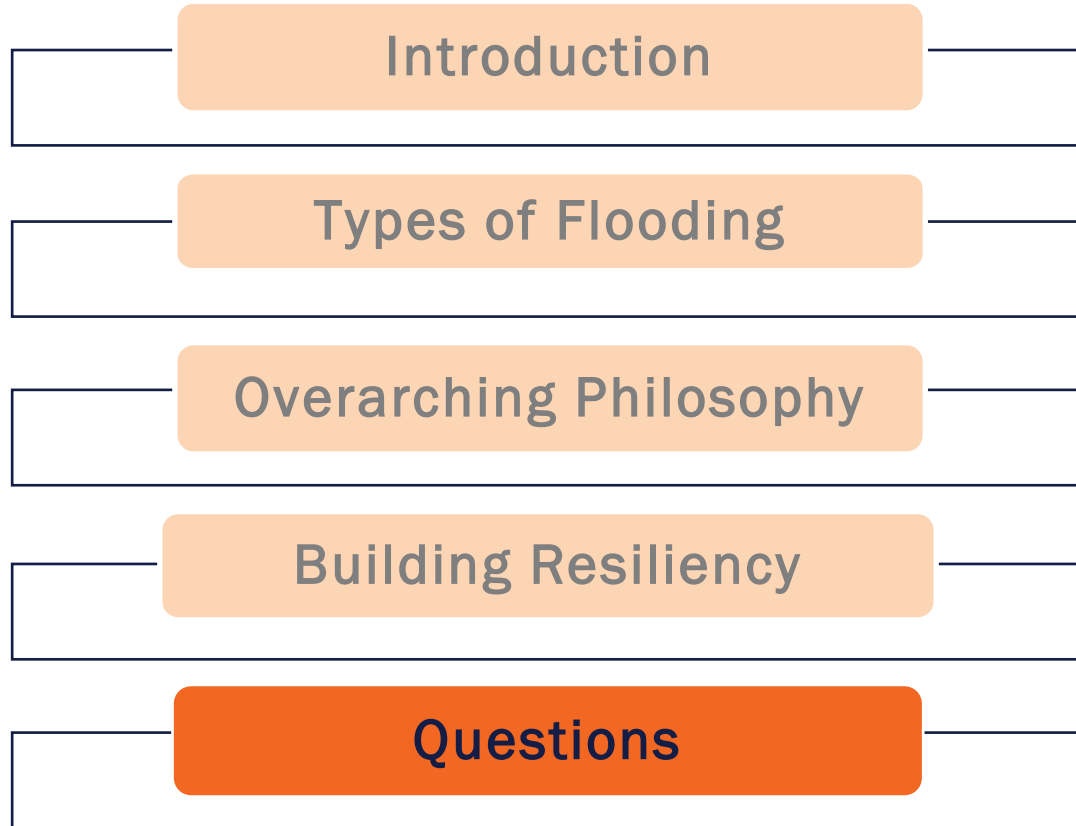 Introduction
Types of Flooding
Overarching Philosophy
Building Resiliency
Questions